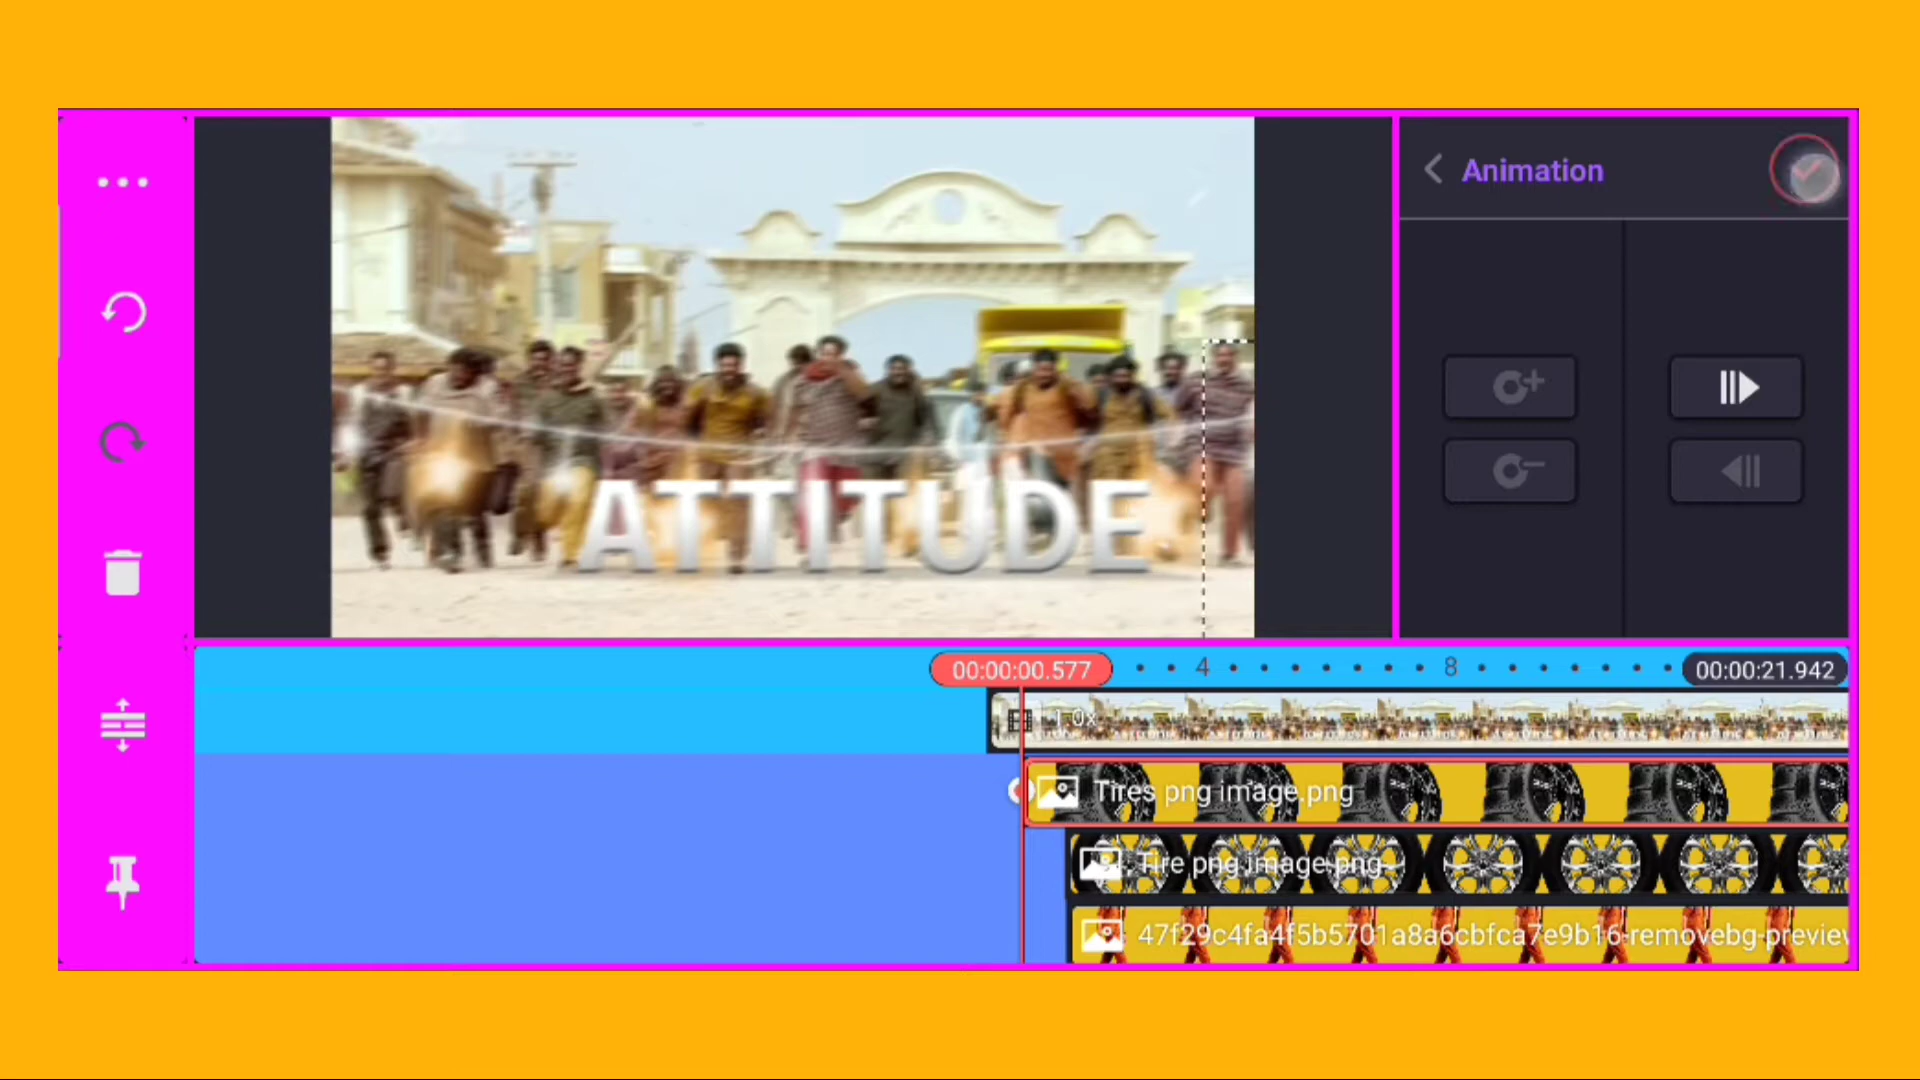 Animation
ATTITUDE
00:00:00.577
4
8
00:00:21.942
1.0x
Tires png image.png
Tire png image.png
47f29c4fa4f5b5701a8a6cbfca7e9b16-removebg-preview